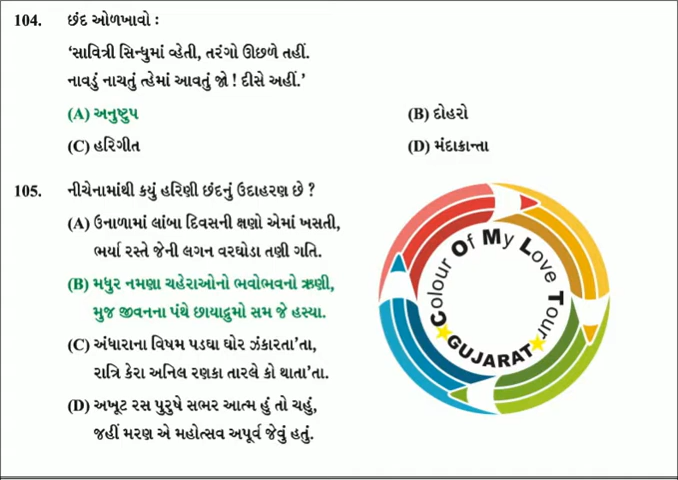 104. છંદ ઓળખાવો :
‘સાવિત્રી સિન્ધુમાં વ્હેતી, તરંગો ઊછળે તહીં.
નાવડું નાચતું ત્હેમાં આવતું જો ! દીસે અહીં.’
(A) અનુષ્ટુપ (B) દોહરો
(C) હરિગીત (D) મંદાક્રાન્તા
105. નીચેનામાંથી કયું હરિણી છંદનું ઉદાહરણ છે ?
(A) ઉનાળામાં લાંબા દિવસની ક્ષણો એમાં ખસતી,
ભર્યા રસ્તે જેની લગન વરઘોડા તણી ગતિ.
(B) મધુર નમણા ચહેરાઓનો ભવોભવનો ઋણી,
મુજ જીવનના પંથે છાયાદ્રુમો સમ જે હસ્યા.
(C) અંધારાના વિષમ પડઘા ઘોર ઝંકારતા’તા,
રાત્રિ કેરા અનિલ રણકા તારલે કો થાતા’તા.
(D) અખૂટ રસ પુરુષે સભર આત્મ હું તો ચહું,
જહીં મરણ એ મહોત્સવ અપૂર્વ જેવું હતું.
Colour Of My Love Tour
GUJARAT